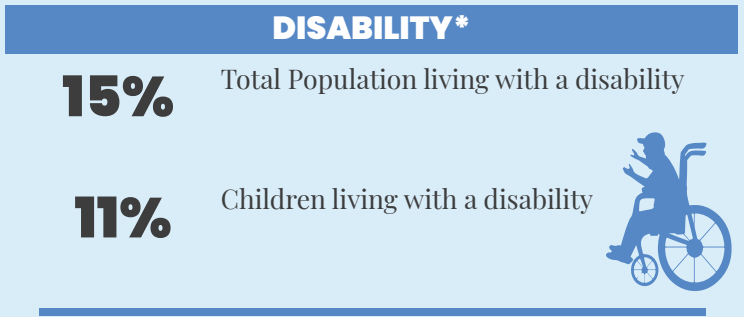 DISABILITY*
15% Total Population living with a disability
11% Children living with a disability